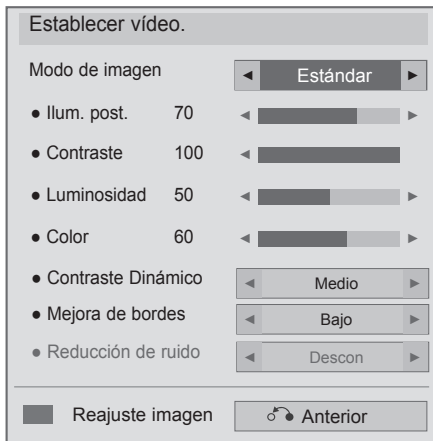 Establecer vídeo.
Modo de imagen ◄ Estándar ►
● Ilum. post. 70
● Contraste 100
● Luminosidad 50
● Color 60
● Contraste Dinámico ◄ Medio ►
● Mejora de bordes ◄ Bajo ►
● Reducción de ruido ◄ Descon ►
Reajuste imagen Anterior